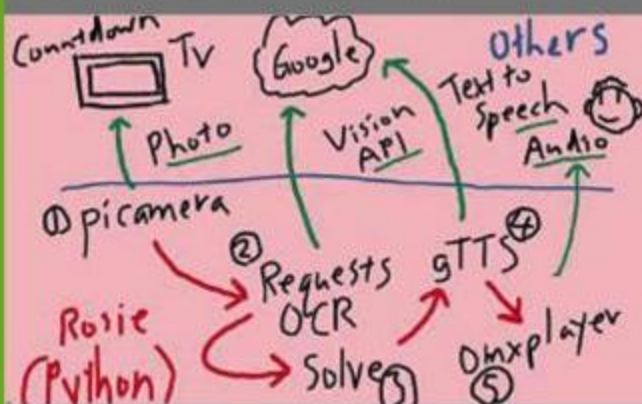 Countdown
TV
Google
Others
Photo
Vision
API
Text to
Speech
Audio
① picamera
②
Requests
OCR
gTTS ④
Rosie
(Python)
Solve ③
omxplayer
⑤